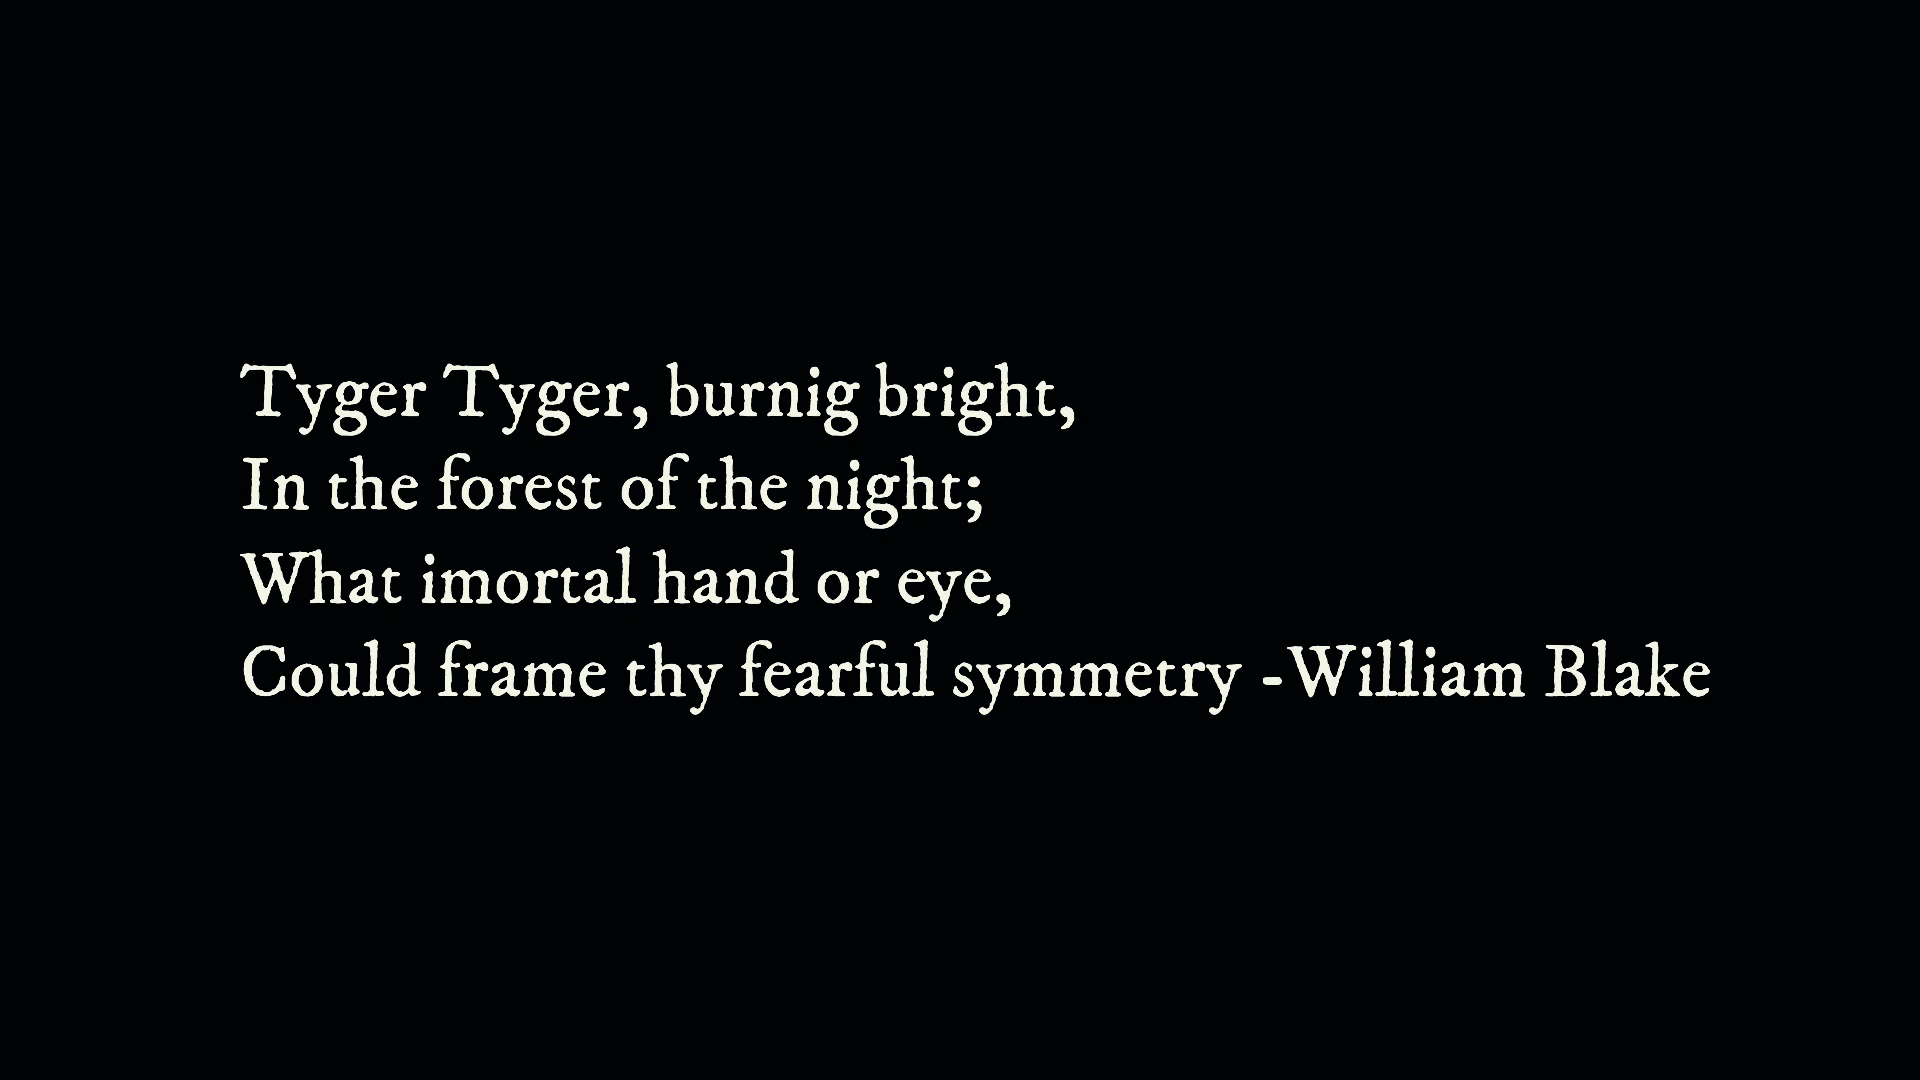 Tyger Tyger, burnig bright,
In the forest of the night;
What imortal hand or eye,
Could frame thy fearful symmetry -William Blake